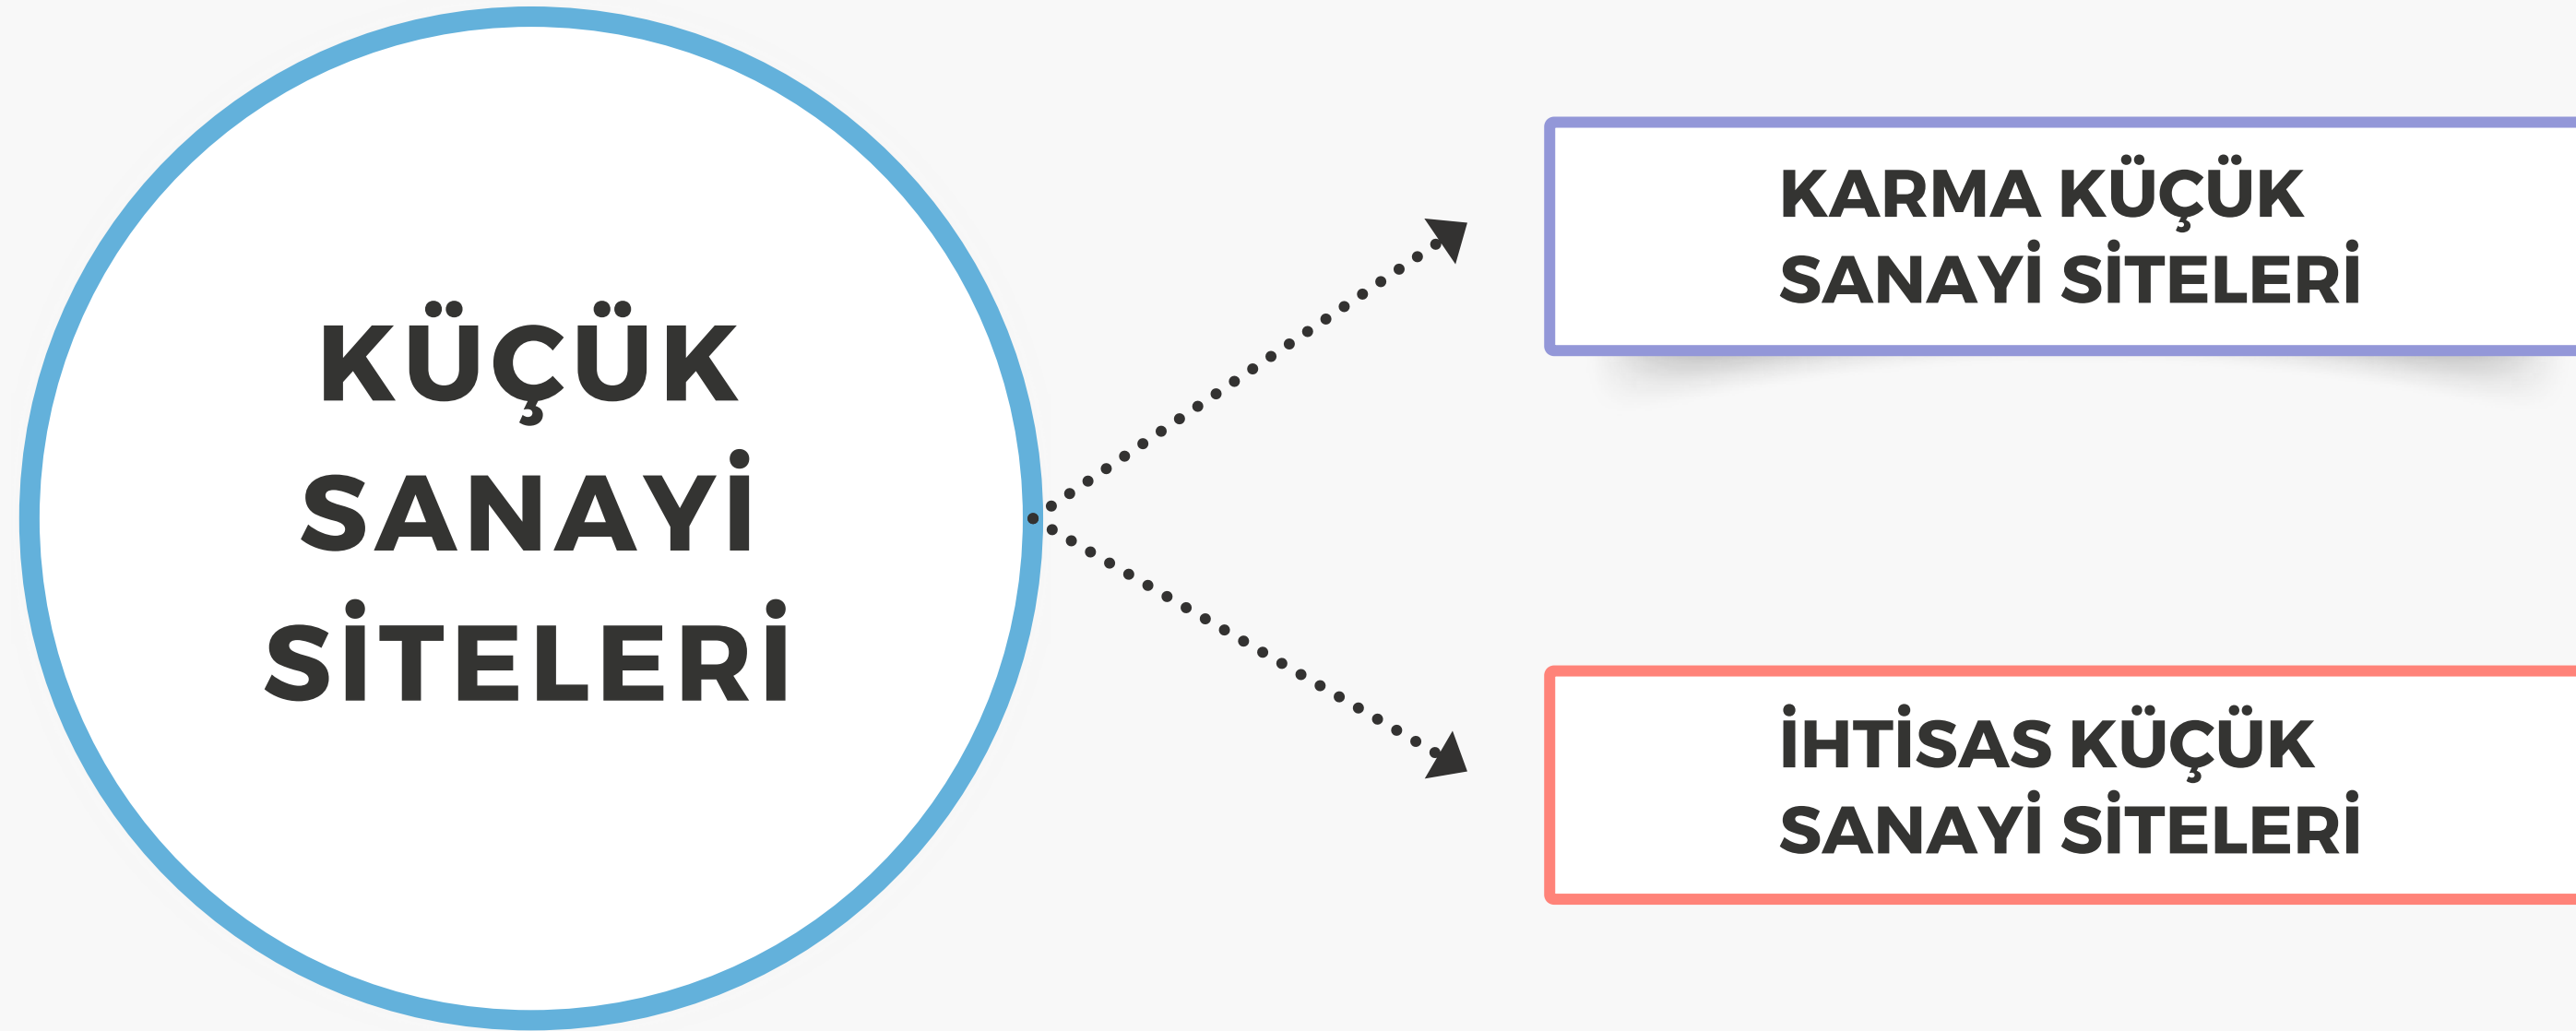 KÜÇÜK
SANAYİ
SİTELERİ
KARMA KÜÇÜK
SANAYİ SİTELERİ
İHTİSAS KÜÇÜK
SANAYİ SİTELERİ